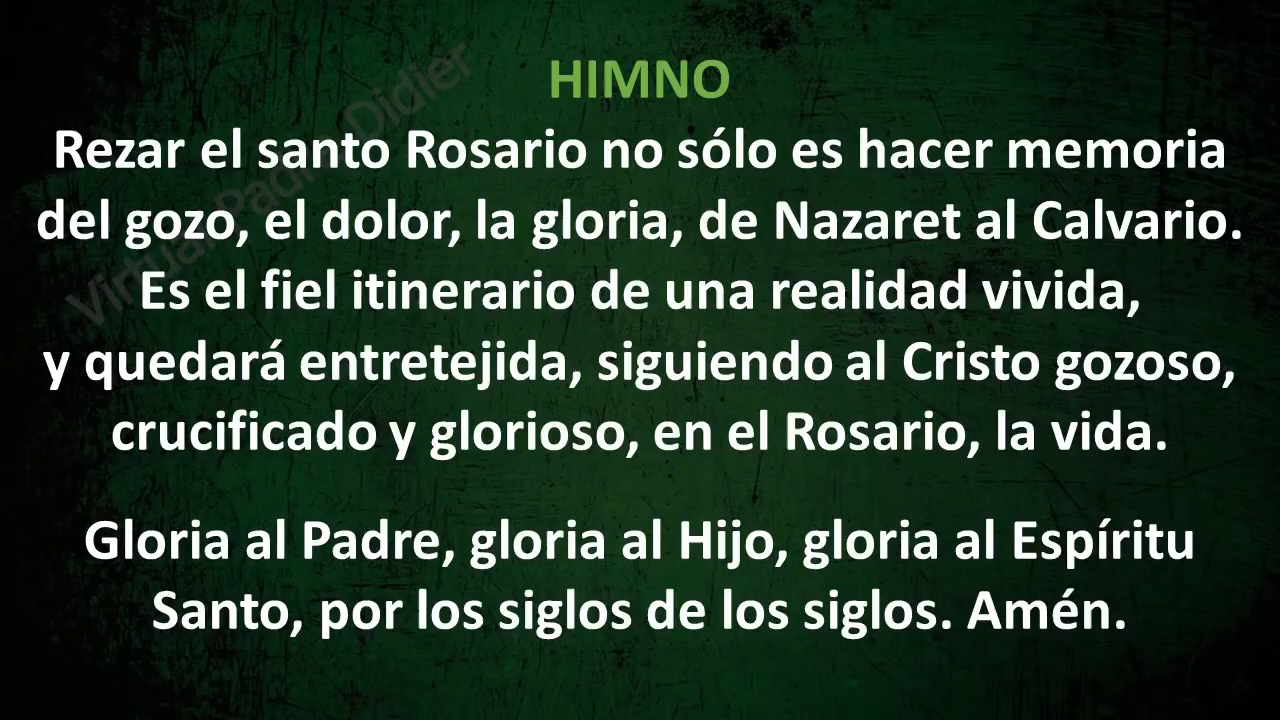 HIMNO
Rezar el santo Rosario no sólo es hacer memoria
del gozo, el dolor, la gloria, de Nazaret al Calvario.
Es el fiel itinerario de una realidad vivida,
y quedará entretejida, siguiendo al Cristo gozoso,
crucificado y glorioso, en el Rosario, la vida.
Gloria al Padre, gloria al Hijo, gloria al Espíritu
Santo, por los siglos de los siglos. Amén.
Padre Didier